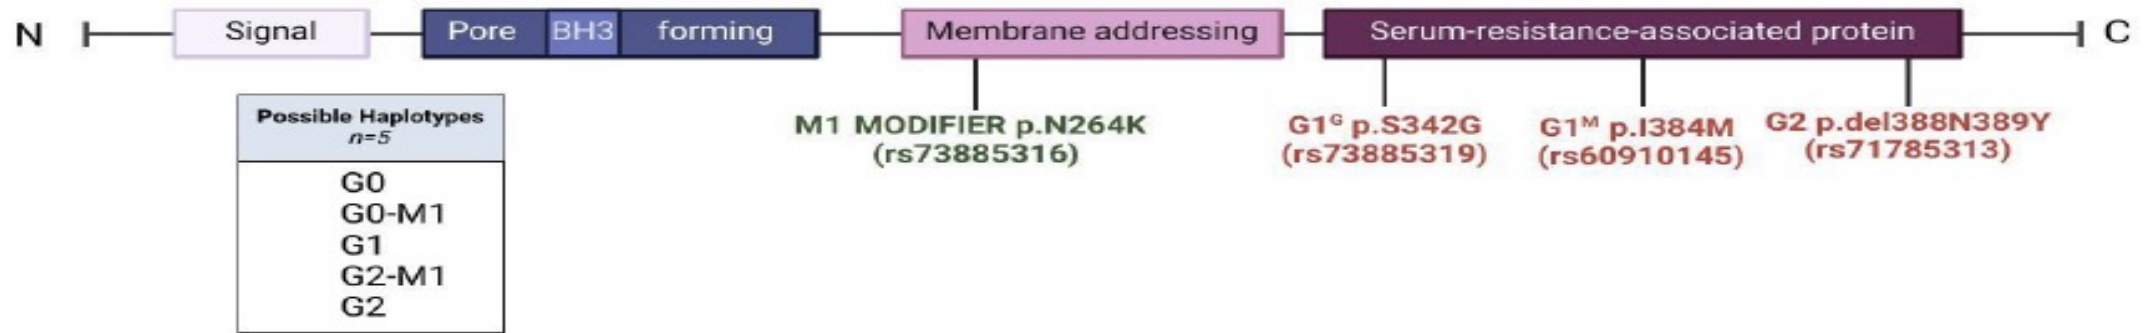 N Signal Pore BH3 forming Membrane addressing Serum-resistance-associated protein C
M1 MODIFIER p.N264K
(rs73885316)
G1ᴳ p.S342G
(rs73885319)
G1ᴹ p.I384M
(rs60910145)
G2 p.del388N389Y
(rs71785313)
Possible Haplotypes
n=5
G0
G0-M1
G1
G2-M1
G2